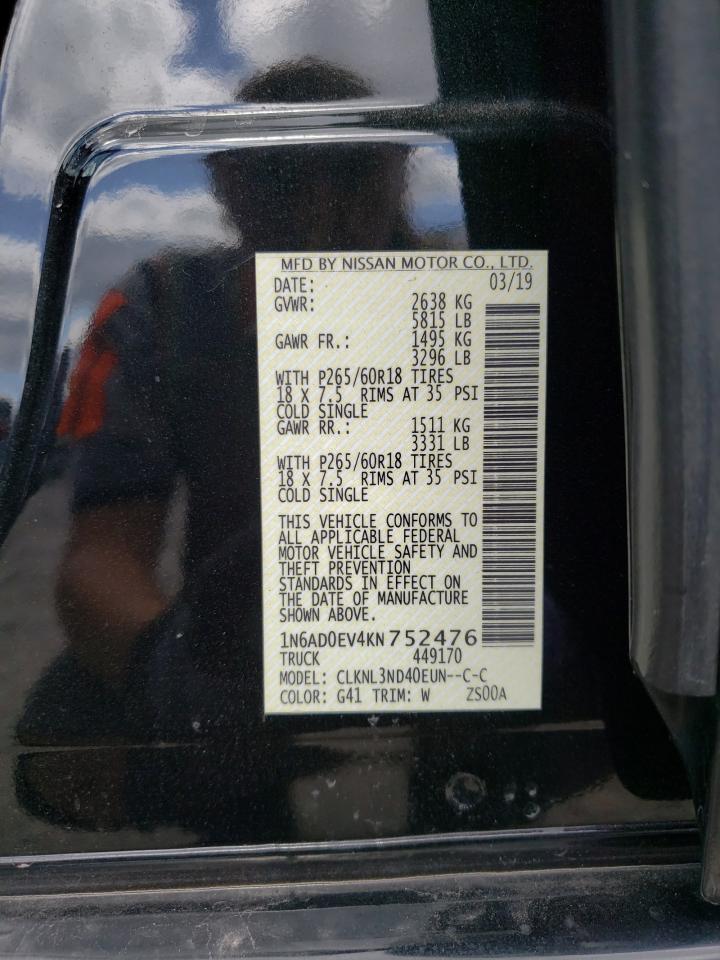 MFD BY NISSAN MOTOR CO., LTD.
DATE: 03/19
GVWR: 2638 KG
5815 LB
GAWR FR.: 1495 KG
3296 LB
WITH P265/60R18 TIRES
18 X 7.5 RIMS AT 35 PSI
COLD SINGLE
GAWR RR.: 1511 KG
3331 LB
WITH P265/60R18 TIRES
18 X 7.5 RIMS AT 35 PSI
COLD SINGLE
THIS VEHICLE CONFORMS TO
ALL APPLICABLE FEDERAL
MOTOR VEHICLE SAFETY AND
THEFT PREVENTION
STANDARDS IN EFFECT ON
THE DATE OF MANUFACTURE
SHOWN ABOVE.
1N6AD0EV4KN752476
TRUCK 449170
MODEL: CLKNL3ND40EUN--C-C
COLOR: G41 TRIM: W ZS00A